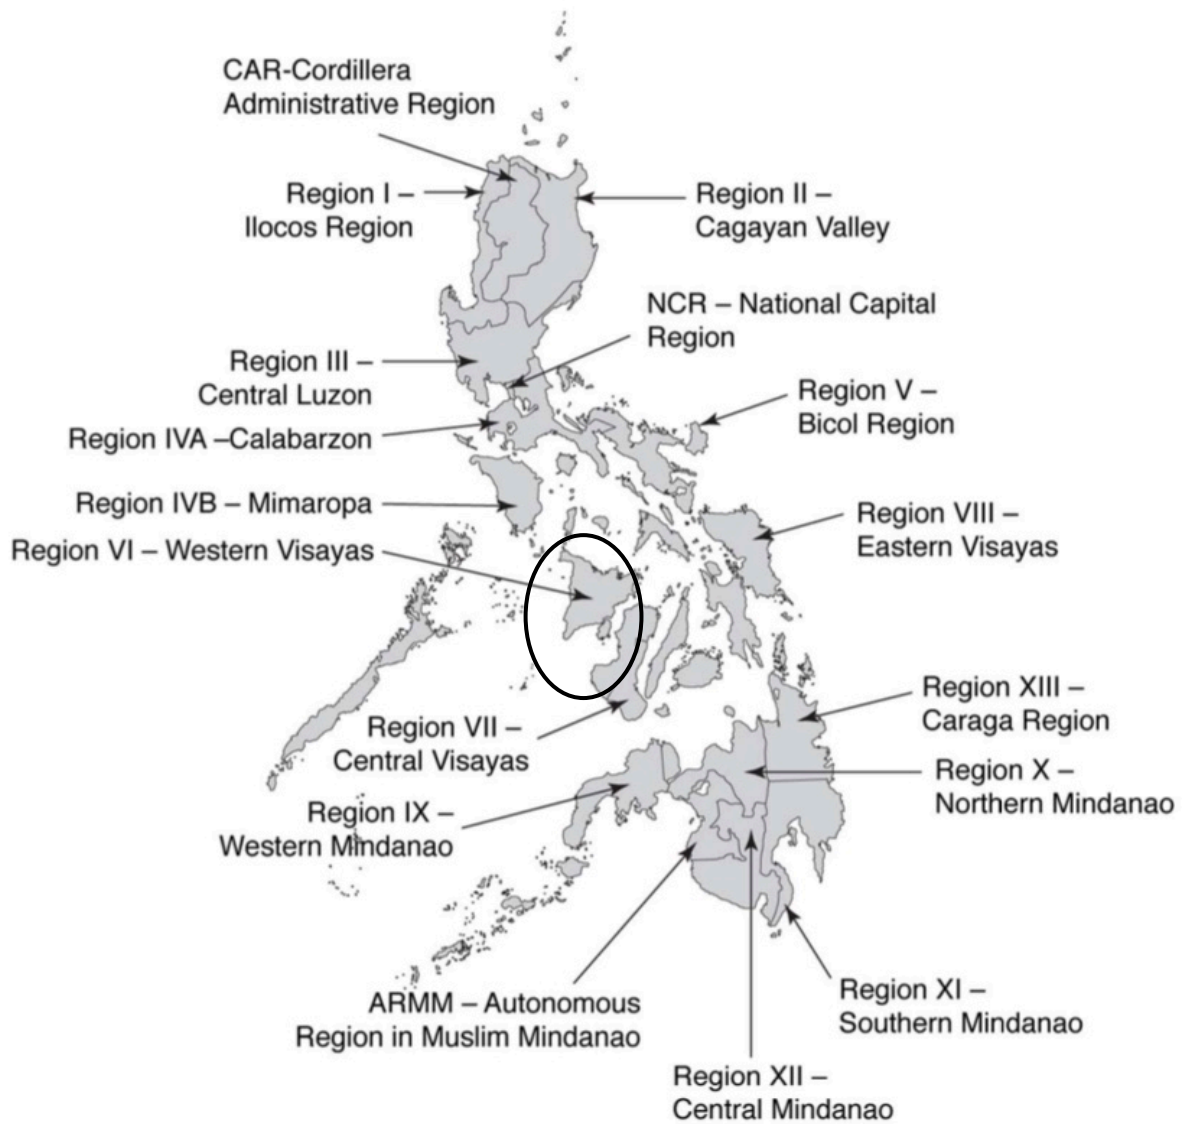 CAR-Cordillera
Administrative Region
Region I –
Ilocos Region
Region II –
Cagayan Valley
NCR – National Capital
Region
Region III –
Central Luzon
Region V –
Bicol Region
Region IVA –Calabarzon
Region IVB – Mimaropa
Region VIII –
Eastern Visayas
Region VI – Western Visayas
Region XIII –
Caraga Region
Region VII –
Central Visayas
Region X –
Northern Mindanao
Region IX –
Western Mindanao
ARMM – Autonomous
Region in Muslim Mindanao
Region XI –
Southern Mindanao
Region XII –
Central Mindanao